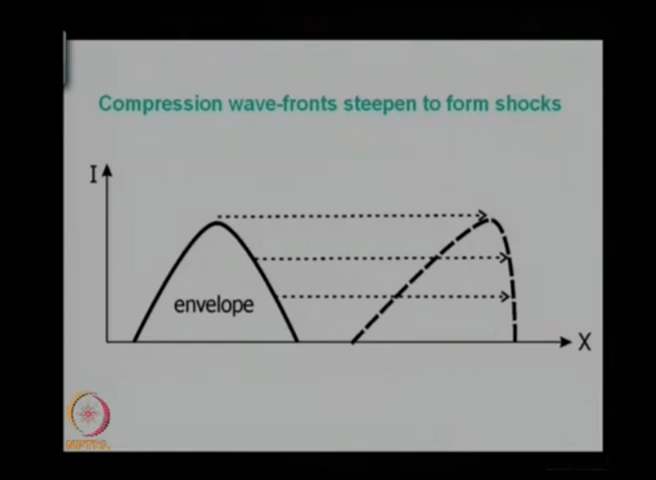 Compression wave-fronts steepen to form shocks
I
envelope
X
NPTEL